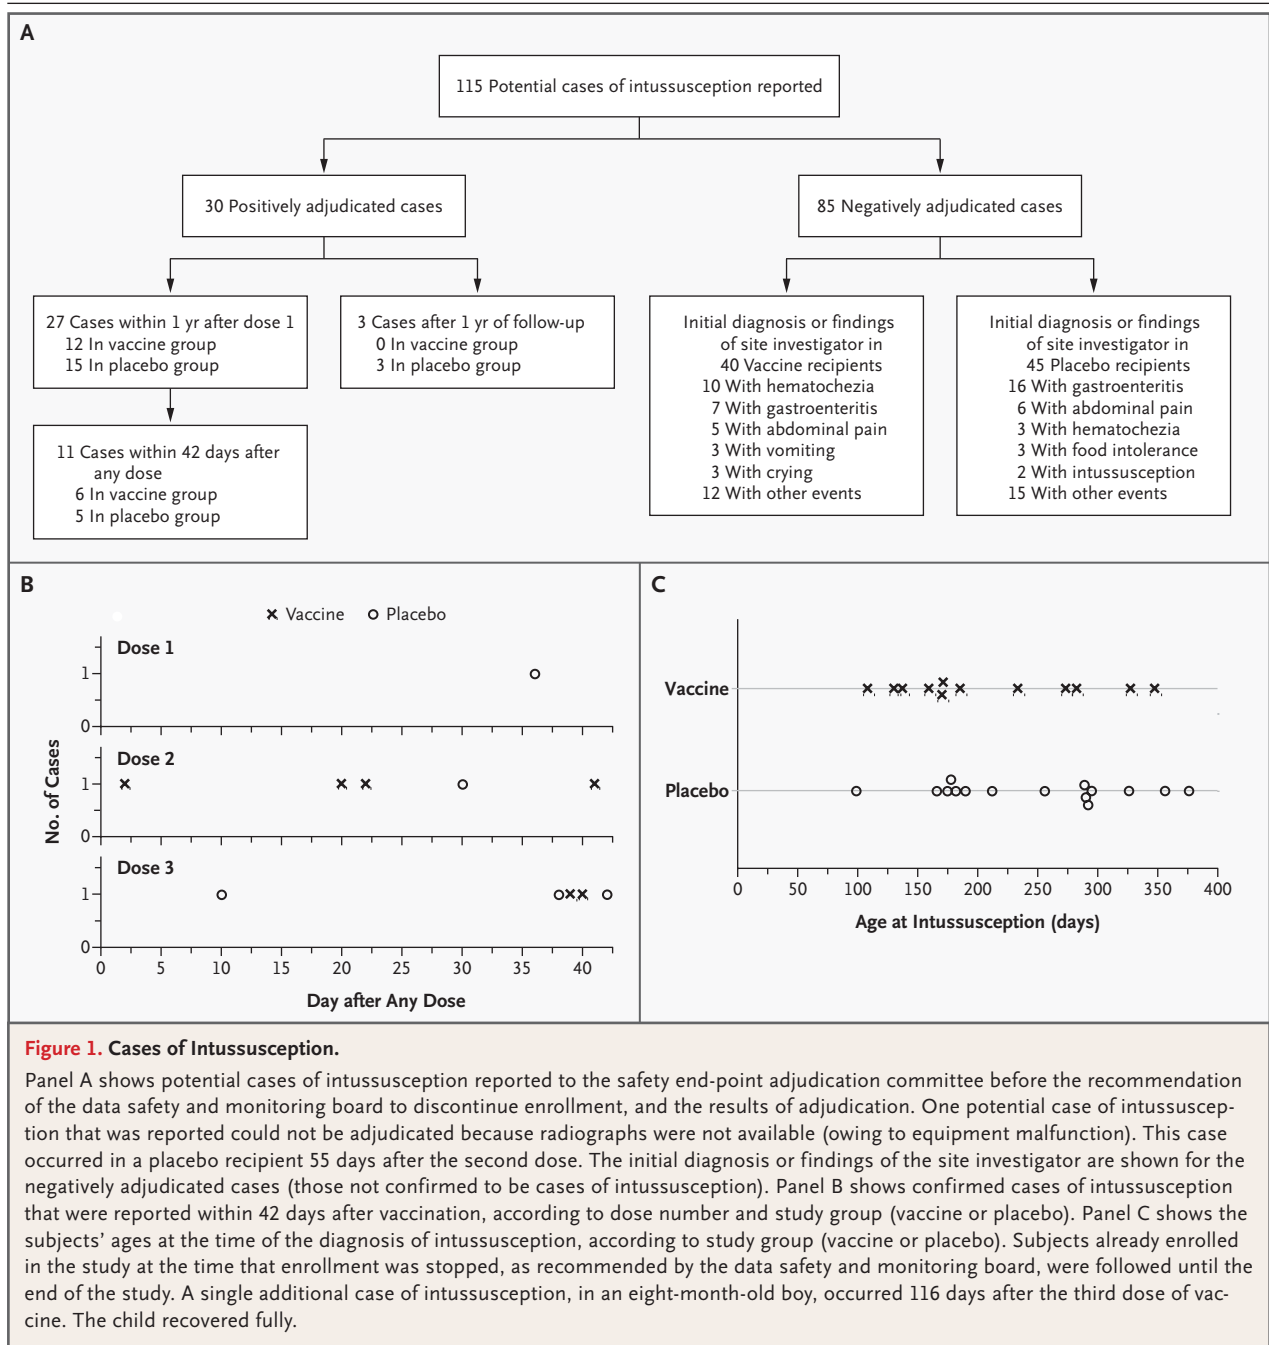 A
115 Potential cases of intussusception reported
30 Positively adjudicated cases
85 Negatively adjudicated cases
27 Cases within 1 yr after dose 1
12 In vaccine group
15 In placebo group
3 Cases after 1 yr of follow-up
0 In vaccine group
3 In placebo group
Initial diagnosis or findings
of site investigator in
40 Vaccine recipients
10 With hematochezia
7 With gastroenteritis
5 With abdominal pain
3 With vomiting
3 With crying
12 With other events
Initial diagnosis or findings
of site investigator in
45 Placebo recipients
16 With gastroenteritis
6 With abdominal pain
3 With hematochezia
3 With food intolerance
2 With intussusception
15 With other events
11 Cases within 42 days after
any dose
6 In vaccine group
5 In placebo group
B
Vaccine Placebo
No. of Cases
Dose 1
1
0
Dose 2
1
0
Dose 3
1
0
0 5 10 15 20 25 30 35 40
Day after Any Dose
C
Vaccine
Placebo
0 50 100 150 200 250 300 350 400
Age at Intussusception (days)
Figure 1. Cases of Intussusception.
Panel A shows potential cases of intussusception reported to the safety end-point adjudication committee before the recommendation
of the data safety and monitoring board to discontinue enrollment, and the results of adjudication. One potential case of intussuscep-
tion that was reported could not be adjudicated because radiographs were not available (owing to equipment malfunction). This case
occurred in a placebo recipient 55 days after the second dose. The initial diagnosis or findings of the site investigator are shown for the
negatively adjudicated cases (those not confirmed to be cases of intussusception). Panel B shows confirmed cases of intussusception
that were reported within 42 days after vaccination, according to dose number and study group (vaccine or placebo). Panel C shows the
subjects' ages at the time of the diagnosis of intussusception, according to study group (vaccine or placebo). Subjects already enrolled
in the study at the time that enrollment was stopped, as recommended by the data safety and monitoring board, were followed until the
end of the study. A single additional case of intussusception, in an eight-month-old boy, occurred 116 days after the third dose of vac-
cine. The child recovered fully.